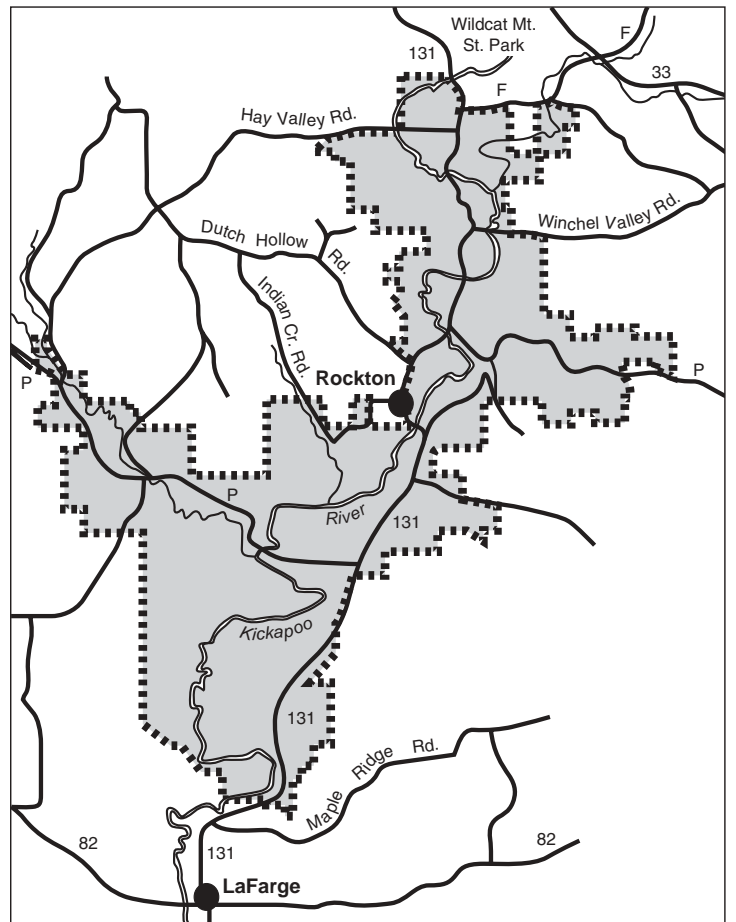 Wildcat Mt.
St. Park
131
F
33
F
Hay Valley Rd.
Winchel Valley Rd.
Dutch Hollow
Rd.
Indian Cr. Rd.
P
Rockton
P
P
River
131
Kickapoo
131
Maple Ridge Rd.
82
131
82
LaFarge